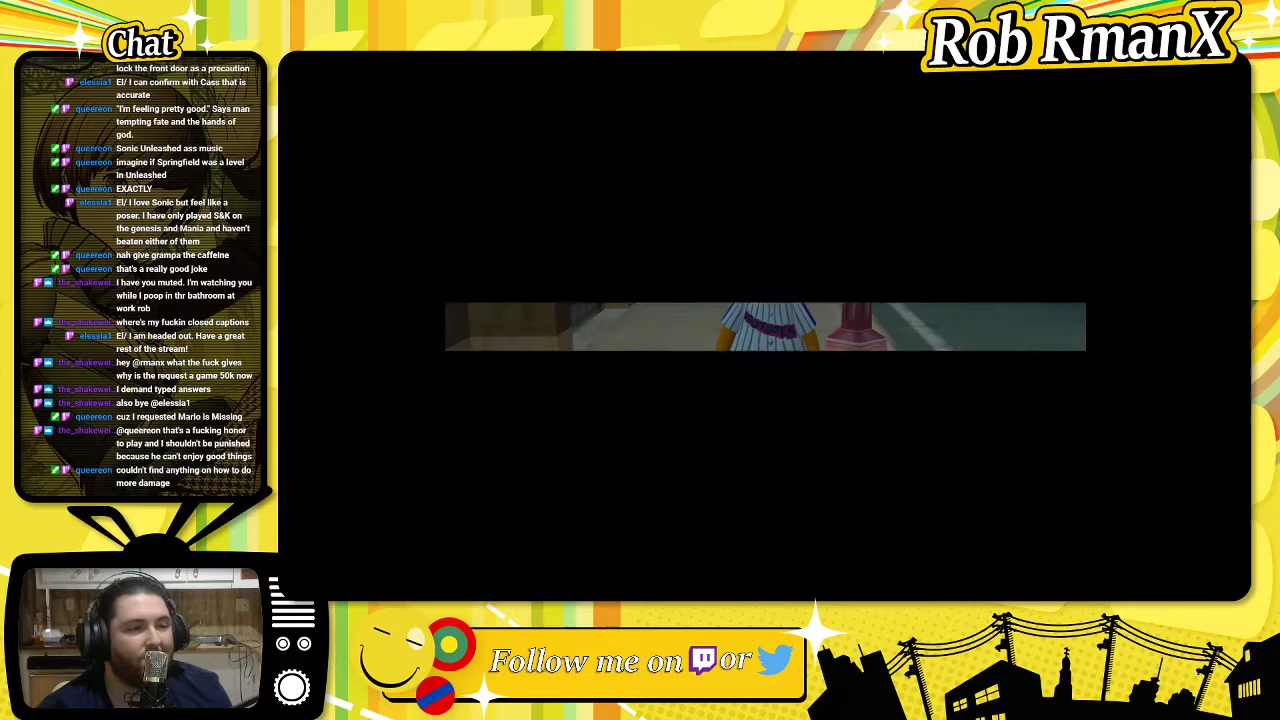 Chat
Rob RmanX
lock the front door as a precaution
elessia1 El/ I can confirm with Cass that is
accurate
queereon "I'm feeling pretty good." Says man
tempting fate and the hands of
god.
queereon Sonic Unleashed ass music
queereon imagine if Springfield was a level
in Unleashed
queereon EXACTLY
elessia1 El/ I love Sonic but feel like a
poser. I have only played S&K on
the genesis and Mania and haven't
beaten either of them
queereon nah give grampa the caffeine
queereon that's a really good joke
the_shakewei.. I have you muted. I'm watching you
while I poop. I'm an Iceman at
work rob
the_shakewei.. where's my fuckin closed captions
elessia1 El/ I am headed out. Have a great
rest of the stream!!
the_shakewei.. hey @rmanx what the fuck gives
why is the request a game 50k now
the_shakewei.. I demand typed answers
the_shakewei.. also bye @elessia1
queereon cuz I requested Mario is Missing
the_shakewei.. @queereon that's a fucking honor
to play and I shouldn't be punished
because he can't enjoy good things
queereon couldn't find anything on how to do
more damage
Follow me on or